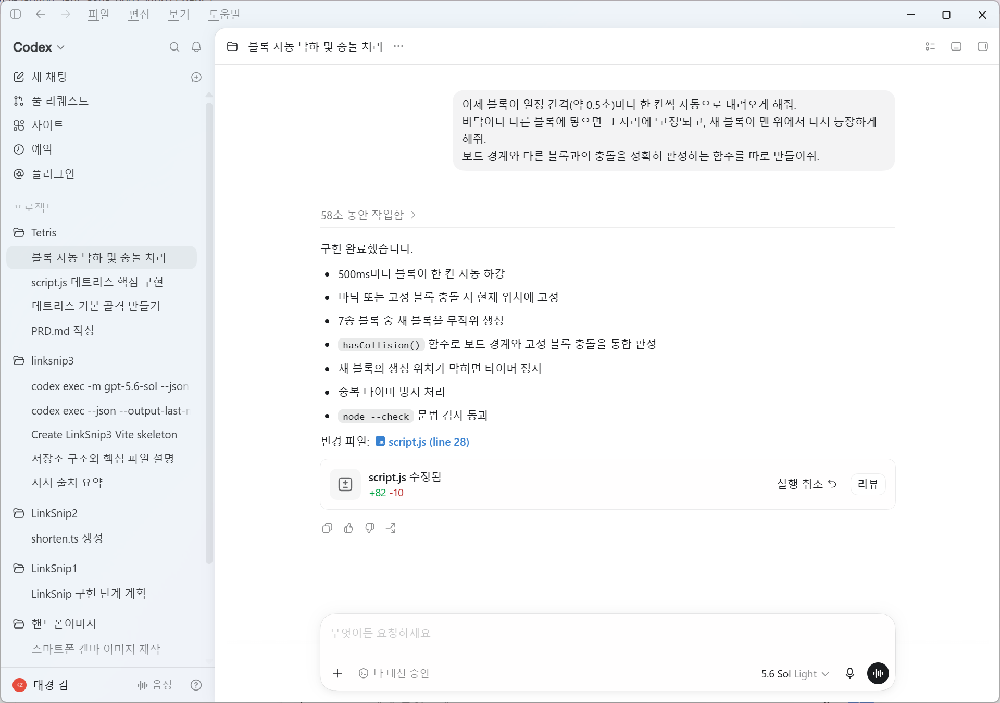 파일 편집 보기 도움말
Codex
새 채팅
풀 리퀘스트
사이트
예약
플러그인
프로젝트
Tetris
블록 자동 낙하 및 충돌 처리
script.js 테트리스 핵심 구현
테트리스 기본 골격 만들기
PRD.md 작성
linksnip3
codex exec -m gpt-5.6-sol --json
codex exec --json --output-last-
Create LinkSnip3 Vite skeleton
저장소 구조와 핵심 파일 설명
지시 출처 요약
LinkSnip2
shorten.ts 생성
LinkSnip1
LinkSnip 구현 단계 계획
핸드폰이미지
스마트폰 캔바 이미지 제작
KZ 대경 김 음성
블록 자동 낙하 및 충돌 처리
이제 블록이 일정 간격(약 0.5초)마다 한 칸씩 자동으로 내려오게 해줘.
바닥이나 다른 블록에 닿으면 그 자리에 '고정'되고, 새 블록이 맨 위에서 다시 등장하게
해줘.
보드 경계와 다른 블록과의 충돌을 정확히 판정하는 함수를 따로 만들어줘.
58초 동안 작업함
구현 완료했습니다.
500ms마다 블록이 한 칸 자동 하강
바닥 또는 고정 블록 충돌 시 현재 위치에 고정
7종 블록 중 새 블록을 무작위 생성
hasCollision() 함수로 보드 경계와 고정 블록 충돌을 통합 판정
새 블록의 생성 위치가 막히면 타이머 정지
중복 타이머 방지 처리
node --check 문법 검사 통과
변경 파일: JS script.js (line 28)
script.js 수정됨
+82 -10
실행 취소 리뷰
무엇이든 요청하세요
나 대신 승인 5.6 Sol Light